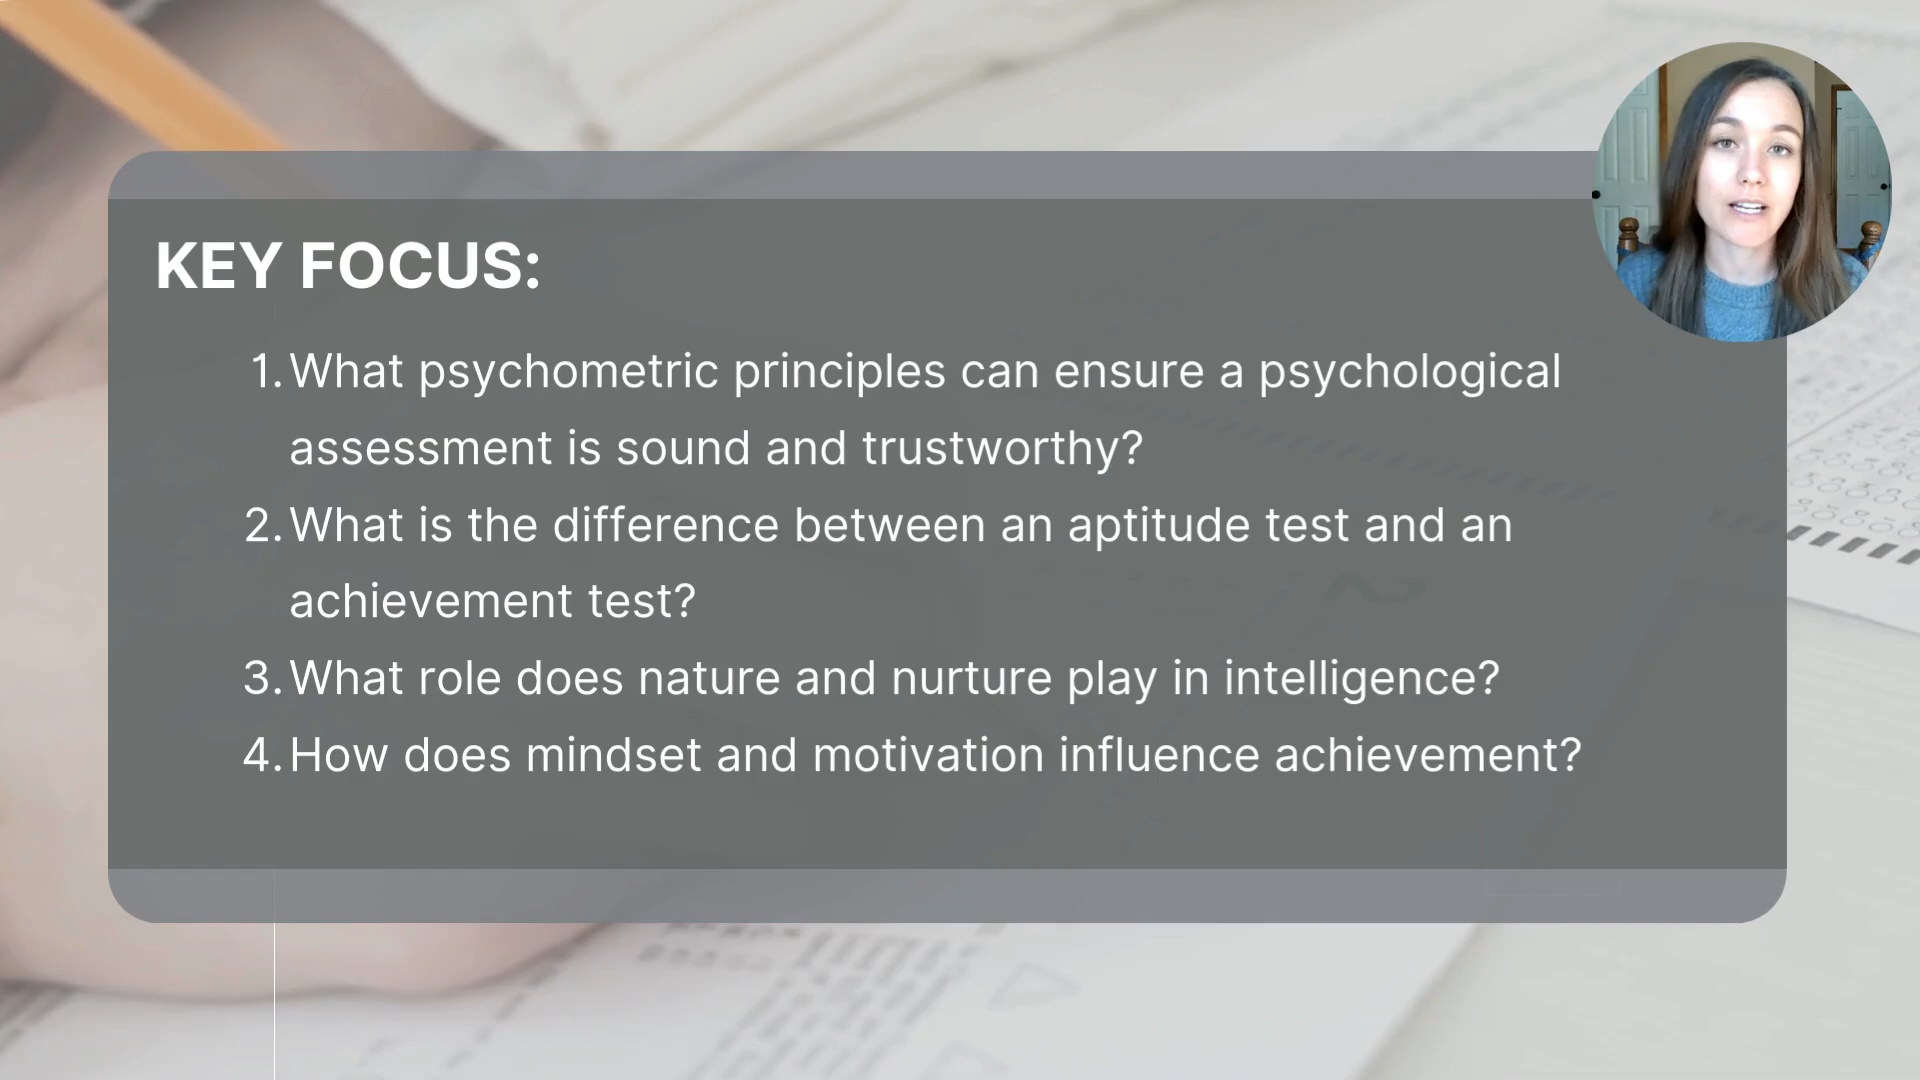 KEY FOCUS:
1. What psychometric principles can ensure a psychological
assessment is sound and trustworthy?
2. What is the difference between an aptitude test and an
achievement test?
3. What role does nature and nurture play in intelligence?
4. How does mindset and motivation influence achievement?